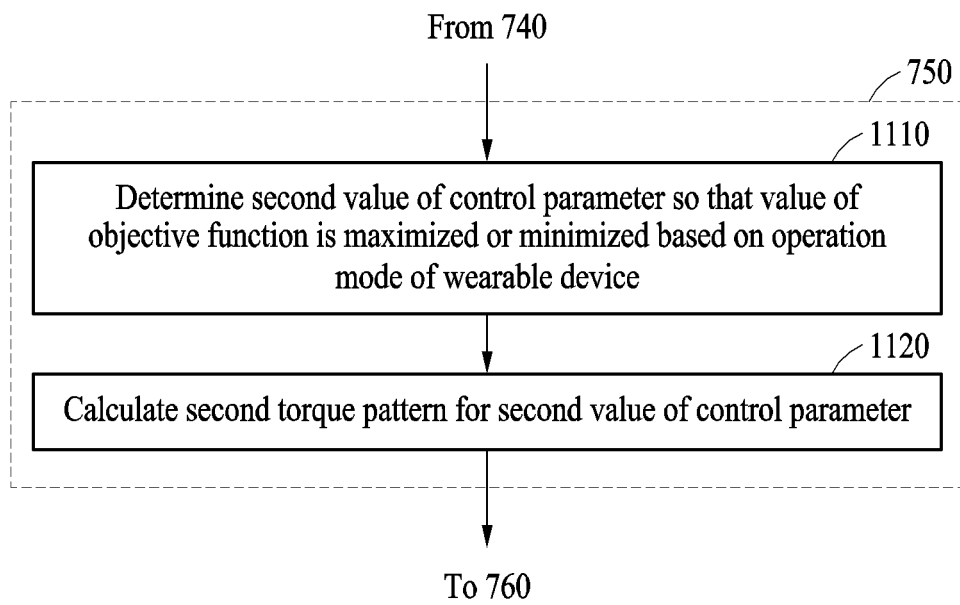 From 740
750
1110
Determine second value of control parameter so that value of
objective function is maximized or minimized based on operation
mode of wearable device
1120
Calculate second torque pattern for second value of control parameter
To 760